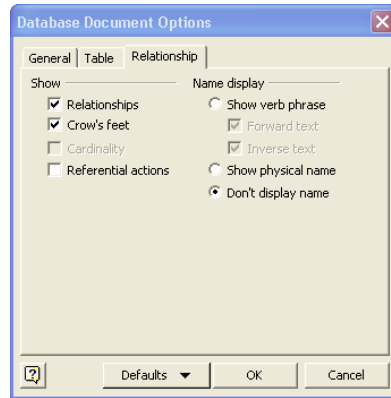 Database Document Options
General Table Relationship
Show
Relationships
Crow's feet
Cardinality
Referential actions
Name display
Show verb phrase
Forward text
Inverse text
Show physical name
Don't display name
Defaults OK Cancel